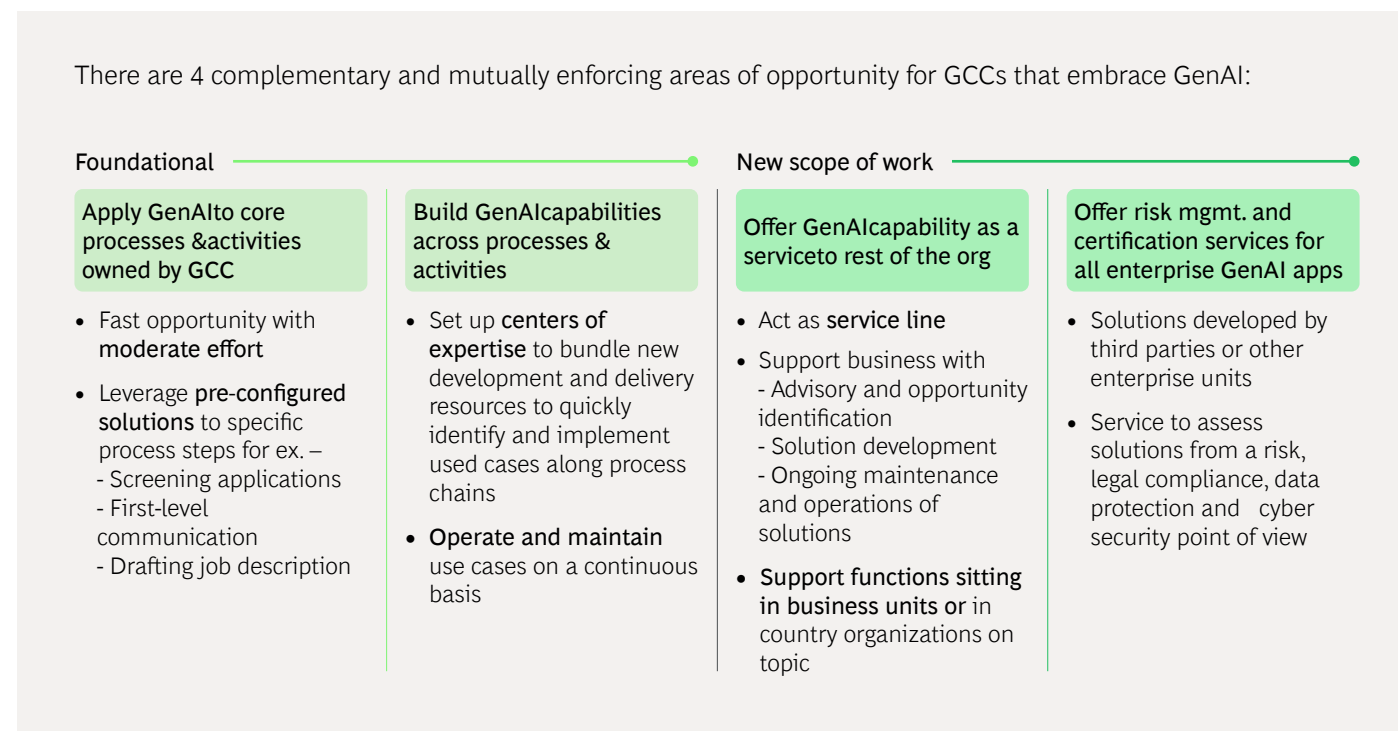 There are 4 complementary and mutually enforcing areas of opportunity for GCCs that embrace GenAI:
Foundational
Apply GenAIto core
processes &activities
owned by GCC
• Fast opportunity with
moderate effort
• Leverage pre-configured
solutions to specific
process steps for ex. –
- Screening applications
- First-level
communication
- Drafting job description
Build GenAIcapabilities
across processes &
activities
• Set up centers of
expertise to bundle new
development and delivery
resources to quickly
identify and implement
used cases along process
chains
• Operate and maintain
use cases on a continuous
basis
New scope of work
Offer GenAIcapability as a
serviceto rest of the org
• Act as service line
• Support business with
- Advisory and opportunity
identification
- Solution development
- Ongoing maintenance
and operations of
solutions
• Support functions sitting
in business units or in
country organizations on
topic
Offer risk mgmt. and
certification services for
all enterprise GenAI apps
• Solutions developed by
third parties or other
enterprise units
• Service to assess
solutions from a risk,
legal compliance, data
protection and cyber
security point of view